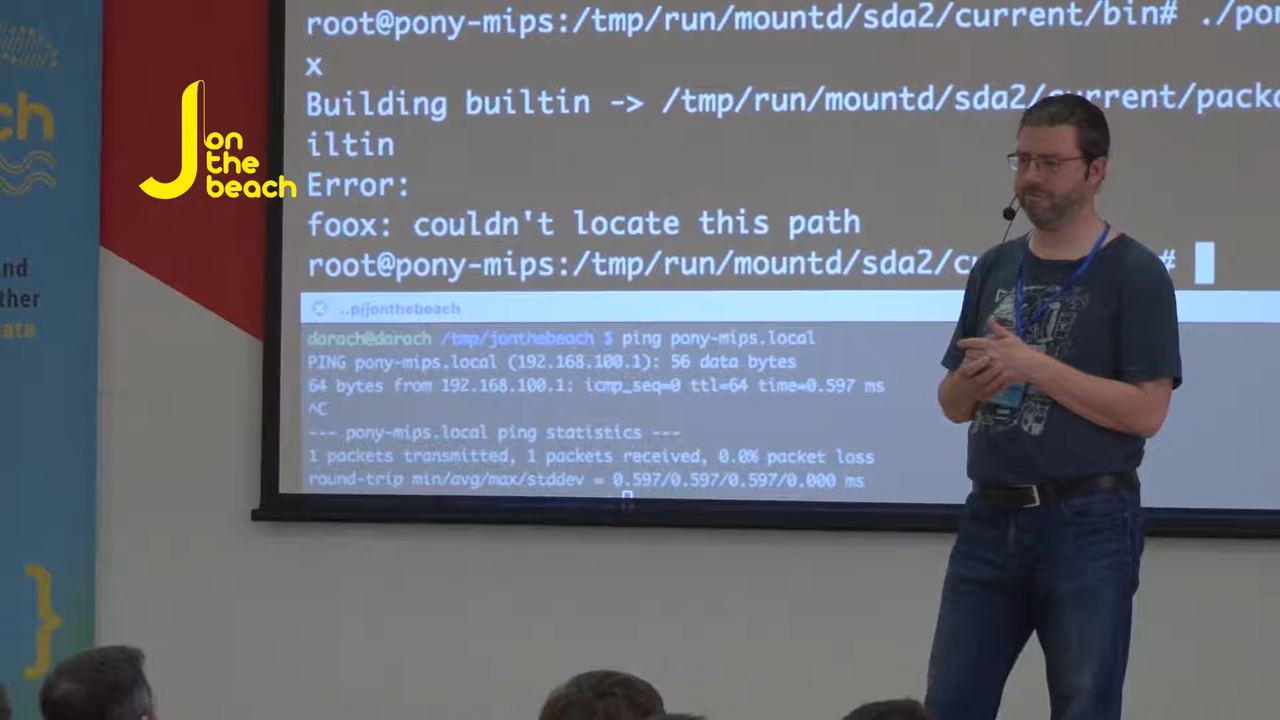 root@pony-mips:/tmp/run/mountd/sda2/current/bin# ./pon
x
Building builtin -> /tmp/run/mountd/sda2/current/packa
iltin
Error:
foox: couldn't locate this path
root@pony-mips:/tmp/run/mountd/sda2/cu #
..p/jonthebeach
darach@darach /tmp/jonthebeach $ ping pony-mips.local
PING pony-mips.local (192.168.100.1): 56 data bytes
64 bytes from 192.168.100.1: icmp_seq=0 ttl=64 time=0.597 ms
^C
--- pony-mips.local ping statistics ---
1 packets transmitted, 1 packets received, 0.0% packet loss
round-trip min/avg/max/stddev = 0.597/0.597/0.597/0.000 ms
J on
the
beach
ch
nd
ther
ata
}